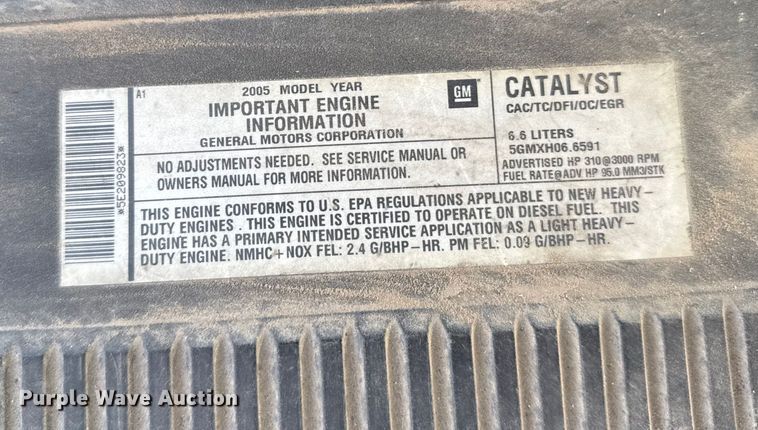 *5E209823*
A1
2005 MODEL YEAR
IMPORTANT ENGINE
INFORMATION
GENERAL MOTORS CORPORATION
GM
NO ADJUSTMENTS NEEDED. SEE SERVICE MANUAL OR
OWNERS MANUAL FOR MORE INFORMATION.
CATALYST
CAC/TC/DFI/OC/EGR
6.6 LITERS
5GMXH06.6591
ADVERTISED HP 310@3000 RPM
FUEL RATE@ADV HP 95.0 MM3/STK
THIS ENGINE CONFORMS TO U.S. EPA REGULATIONS APPLICABLE TO NEW HEAVY-
DUTY ENGINES. THIS ENGINE IS CERTIFIED TO OPERATE ON DIESEL FUEL. THIS
ENGINE HAS A PRIMARY INTENDED SERVICE APPLICATION AS A LIGHT HEAVY-
DUTY ENGINE. NMHC+NOX FEL: 2.4 G/BHP-HR. PM FEL: 0.09 G/BHP-HR.
Purple Wave Auction